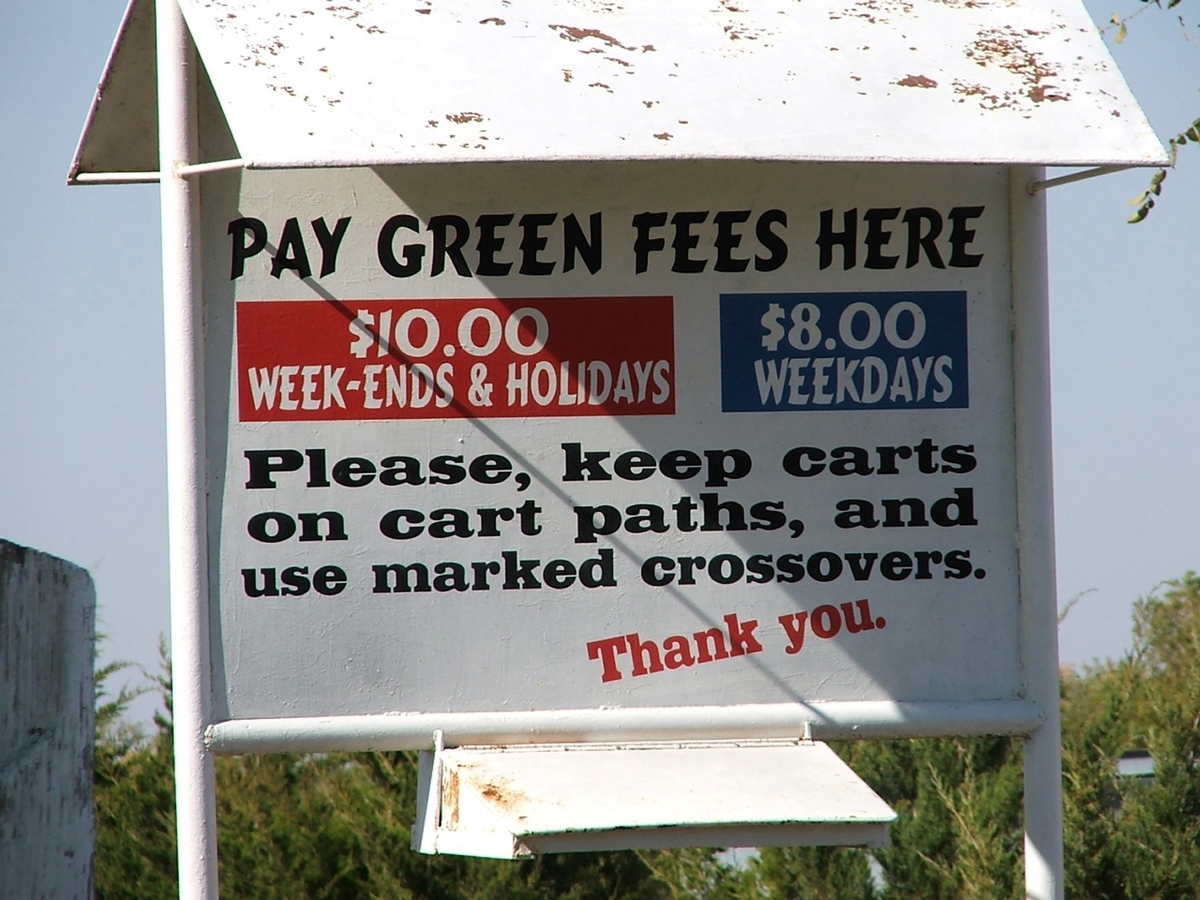 PAY GREEN FEES HERE
$10.00
WEEK-ENDS & HOLIDAYS
$8.00
WEEKDAYS
Please, keep carts
on cart paths, and
use marked crossovers.
Thank you.